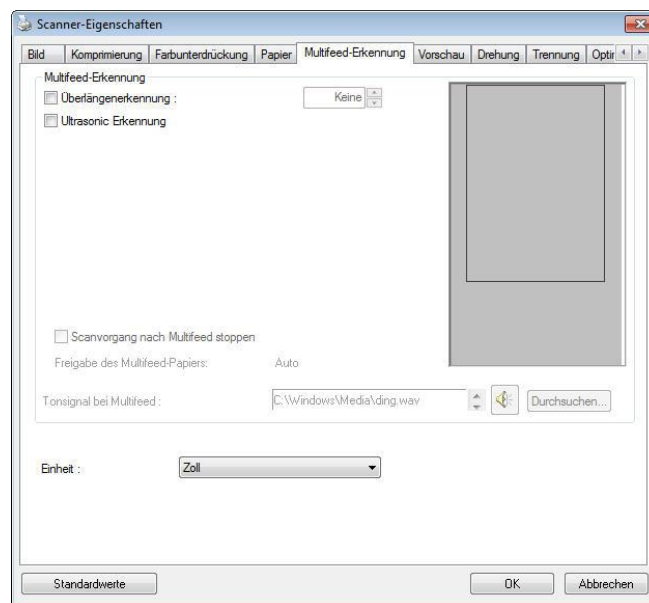 Scanner-Eigenschaften
Bild Komprimierung Farbunterdrückung Papier Multifeed-Erkennung Vorschau Drehung Trennung Optir
Multifeed-Erkennung
Überlängenerkennung : Keine
Ultrasonic Erkennung
Scanvorgang nach Multifeed stoppen
Freigabe des Multifeed-Papiers: Auto
Tonsignal bei Multifeed : C:\Windows\Media\ding.wav Durchsuchen...
Einheit : Zoll
Standardwerte OK Abbrechen